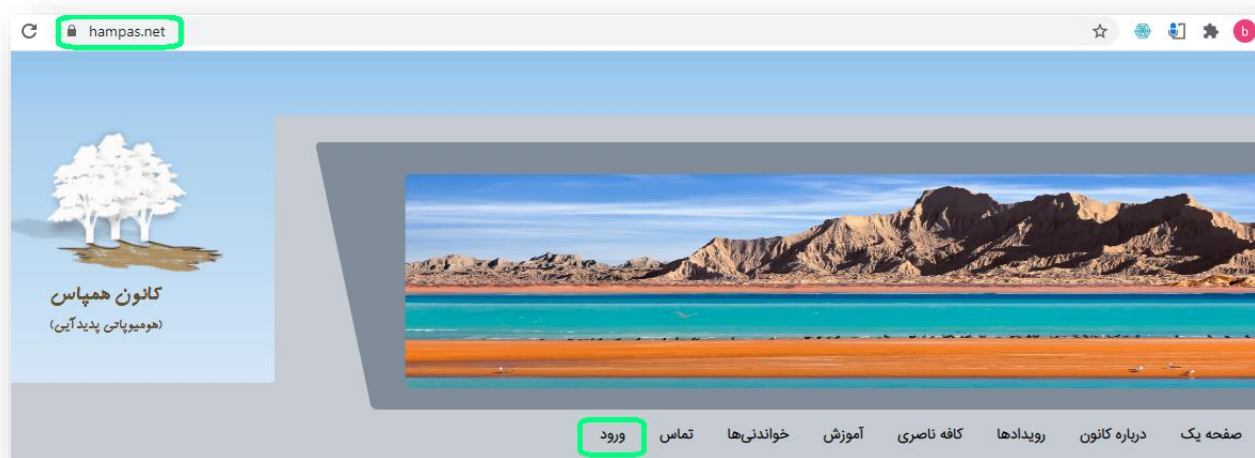 hampas.net
b
کانون همپاس
(هومیوپاتی پدیدآیی)
صفحه یک درباره کانون رویدادها کافه ناصری آموزش خواندنی‌ها تماس ورود